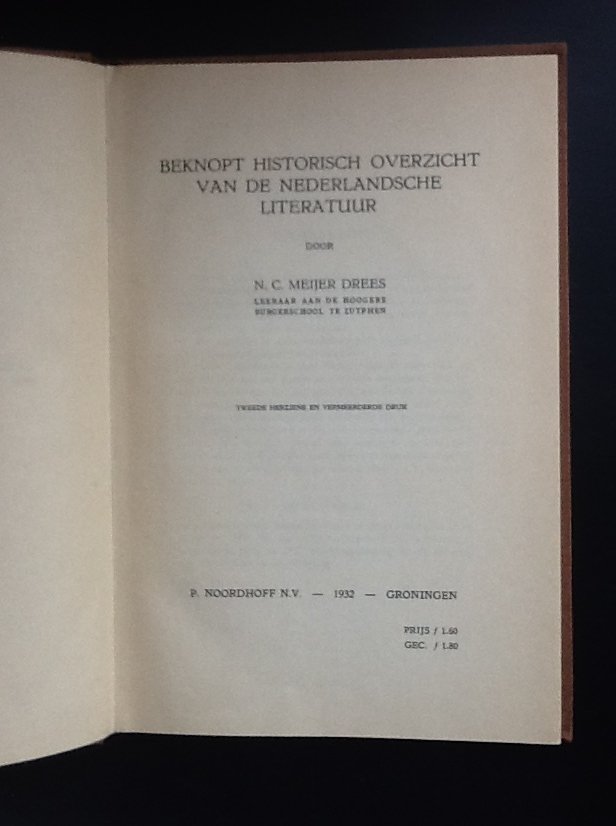 BEKNOPT HISTORISCH OVERZICHT
VAN DE NEDERLANDSCHE
LITERATUUR
DOOR
N. C. MEIJER DREES
LEERAAR AAN DE HOOGERE
BURGERSCHOOL TE ZUTPHEN
TWEEDE HERZIENE EN VERMEERDERDE DRUK
P. NOORDHOFF N.V. — 1932 — GRONINGEN
PRIJS ƒ 1.60
GEC. ƒ 1.80